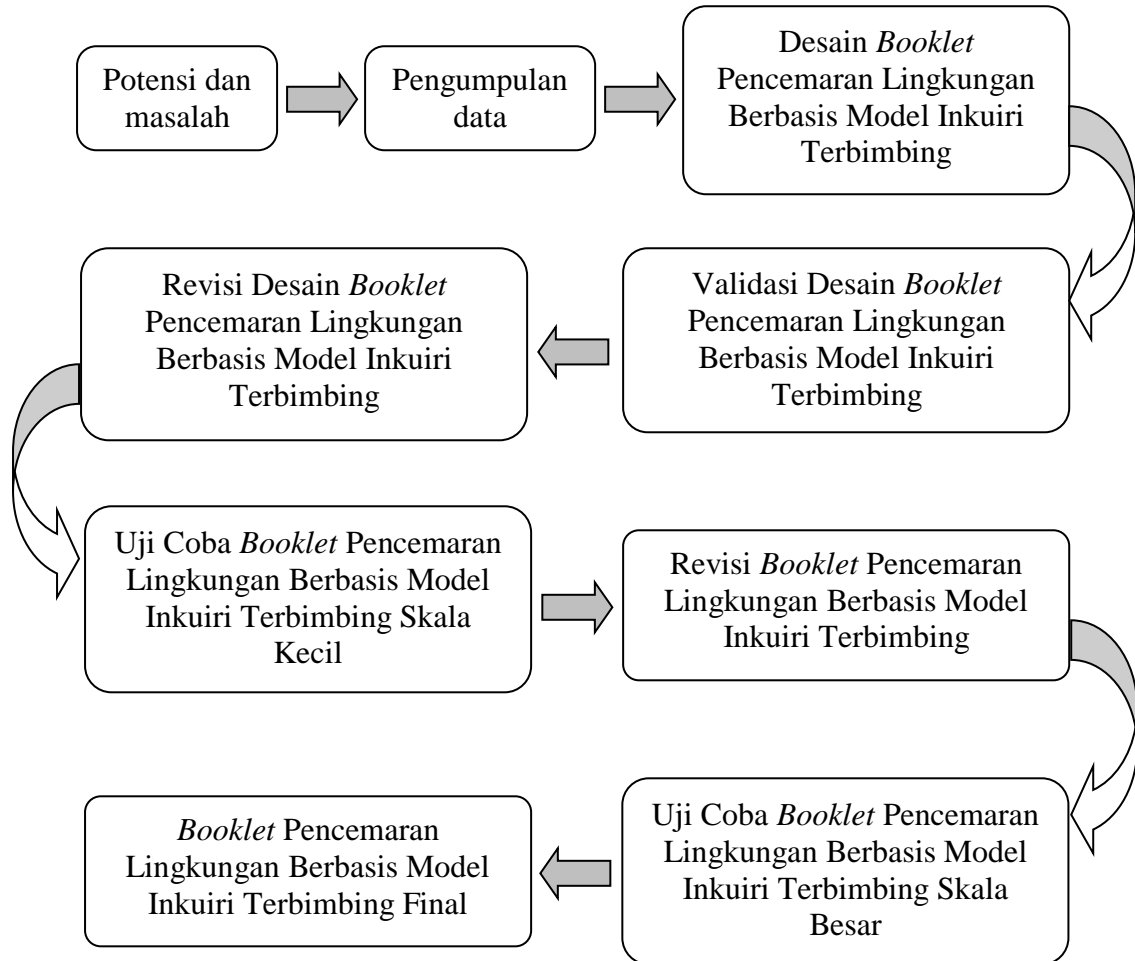 Potensi dan
masalah
Pengumpulan
data
Desain Booklet
Pencemaran Lingkungan
Berbasis Model Inkuiri
Terbimbing
Validasi Desain Booklet
Pencemaran Lingkungan
Berbasis Model Inkuiri
Terbimbing
Revisi Desain Booklet
Pencemaran Lingkungan
Berbasis Model Inkuiri
Terbimbing
Uji Coba Booklet Pencemaran
Lingkungan Berbasis Model
Inkuiri Terbimbing Skala
Kecil
Revisi Booklet Pencemaran
Lingkungan Berbasis Model
Inkuiri Terbimbing
Uji Coba Booklet Pencemaran
Lingkungan Berbasis Model
Inkuiri Terbimbing Skala
Besar
Booklet Pencemaran
Lingkungan Berbasis Model
Inkuiri Terbimbing Final